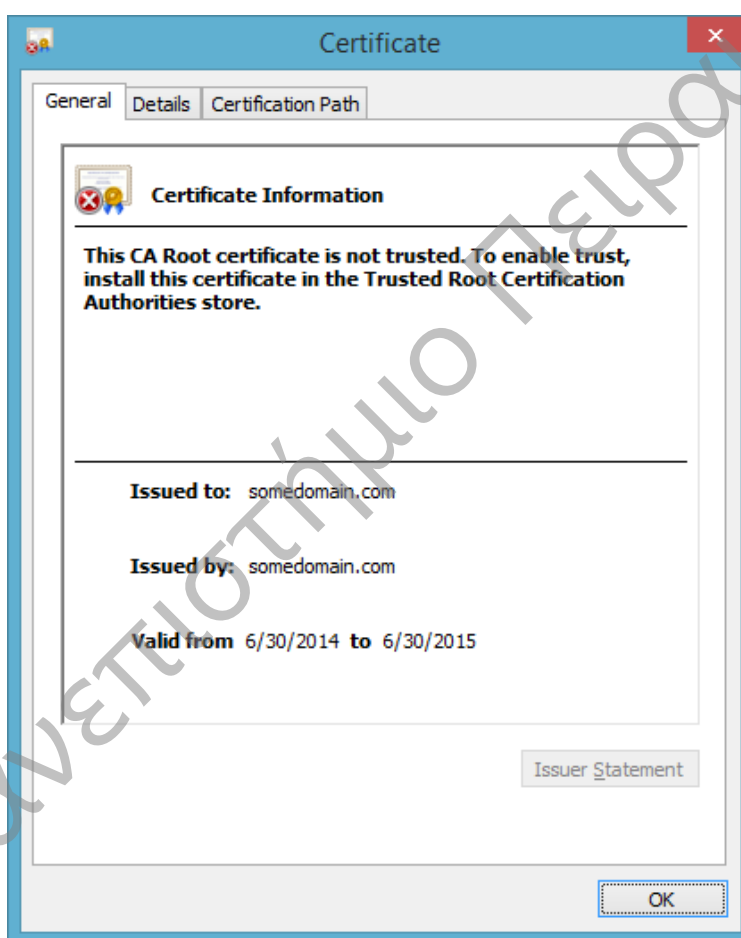 Certificate
General Details Certification Path
Certificate Information
This CA Root certificate is not trusted. To enable trust,
install this certificate in the Trusted Root Certification
Authorities store.
Issued to: somedomain.com
Issued by: somedomain.com
Valid from 6/30/2014 to 6/30/2015
Issuer Statement
OK
ανεπιστήμιο Πειρα